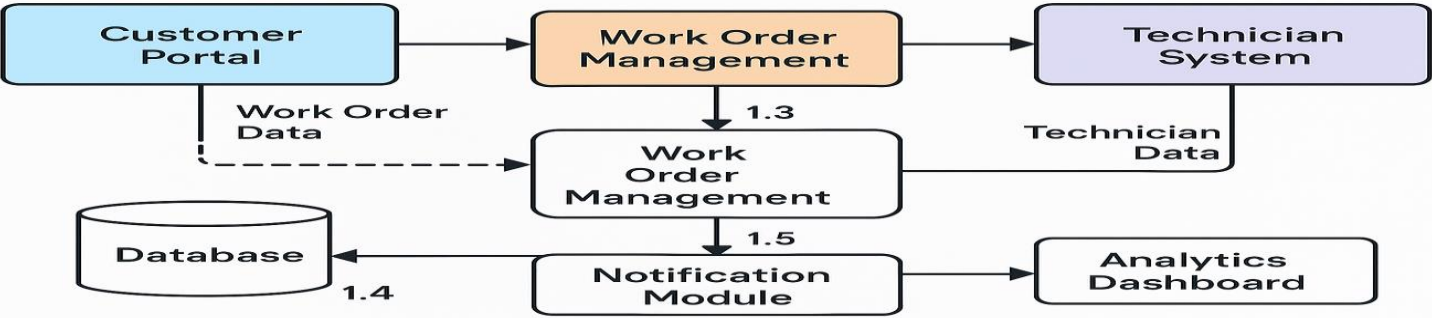 Customer
Portal
Work Order
Management
Technician
System
Work Order
Data
1.3
Technician
Data
Work
Order
Management
1.5
Database
1.4
Notification
Module
Analytics
Dashboard